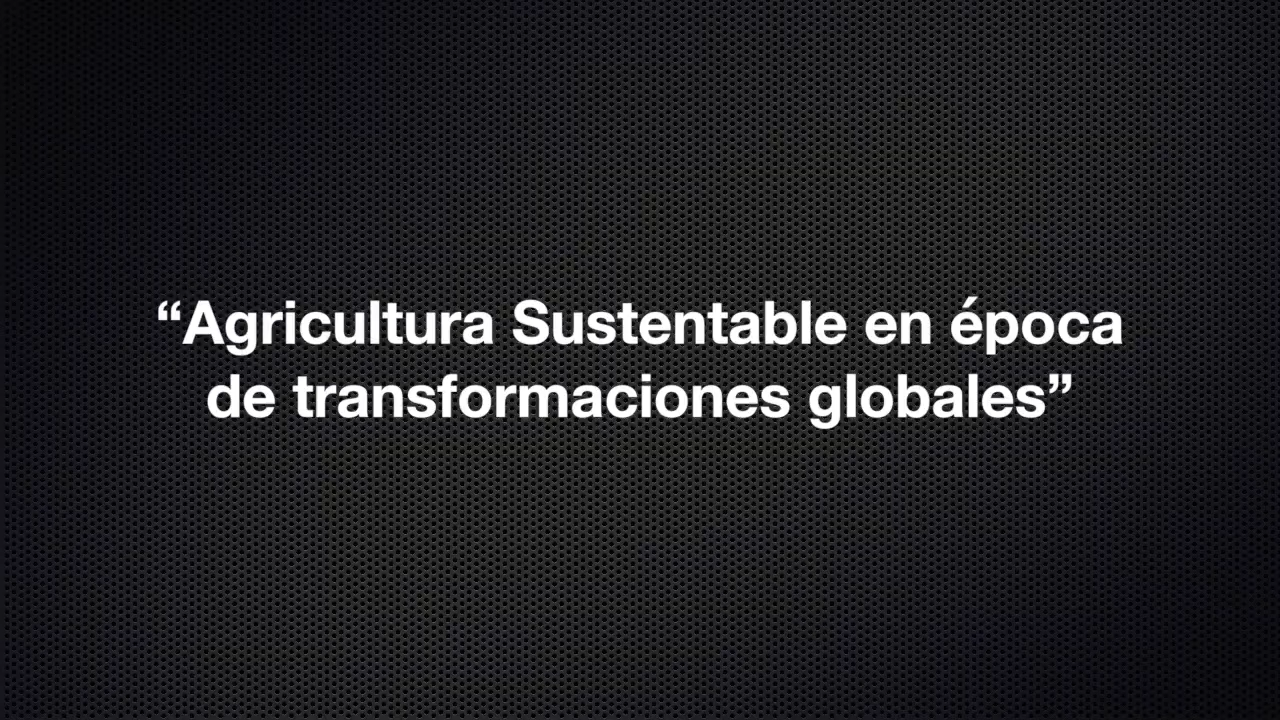 “Agricultura Sustentable en época
de transformaciones globales”